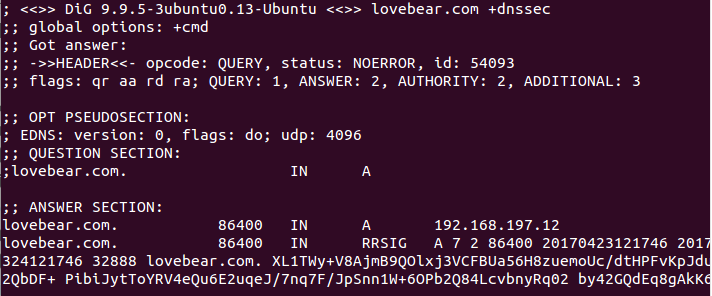 ; <<>> DiG 9.9.5-3ubuntu0.13-Ubuntu <<>> lovebear.com +dnssec
;; global options: +cmd
;; Got answer:
;; ->>HEADER<<- opcode: QUERY, status: NOERROR, id: 54093
;; flags: qr aa rd ra; QUERY: 1, ANSWER: 2, AUTHORITY: 2, ADDITIONAL: 3
;; OPT PSEUDOSECTION:
; EDNS: version: 0, flags: do; udp: 4096
;; QUESTION SECTION:
;lovebear.com. IN A
;; ANSWER SECTION:
lovebear.com. 86400 IN A 192.168.197.12
lovebear.com. 86400 IN RRSIG A 7 2 86400 20170423121746 2017
324121746 32888 lovebear.com. XL1TWy+V8AjmB9QOlxj3VCFBUa56H8zuemoUc/dtHPFvKpJdu
2QbDF+ PibiJytToYRV4eQu6E2uqeJ/7nq7F/JpSnn1W+6OPb2Q84LcvbnyRq02 by42GQdEq8gAkK6